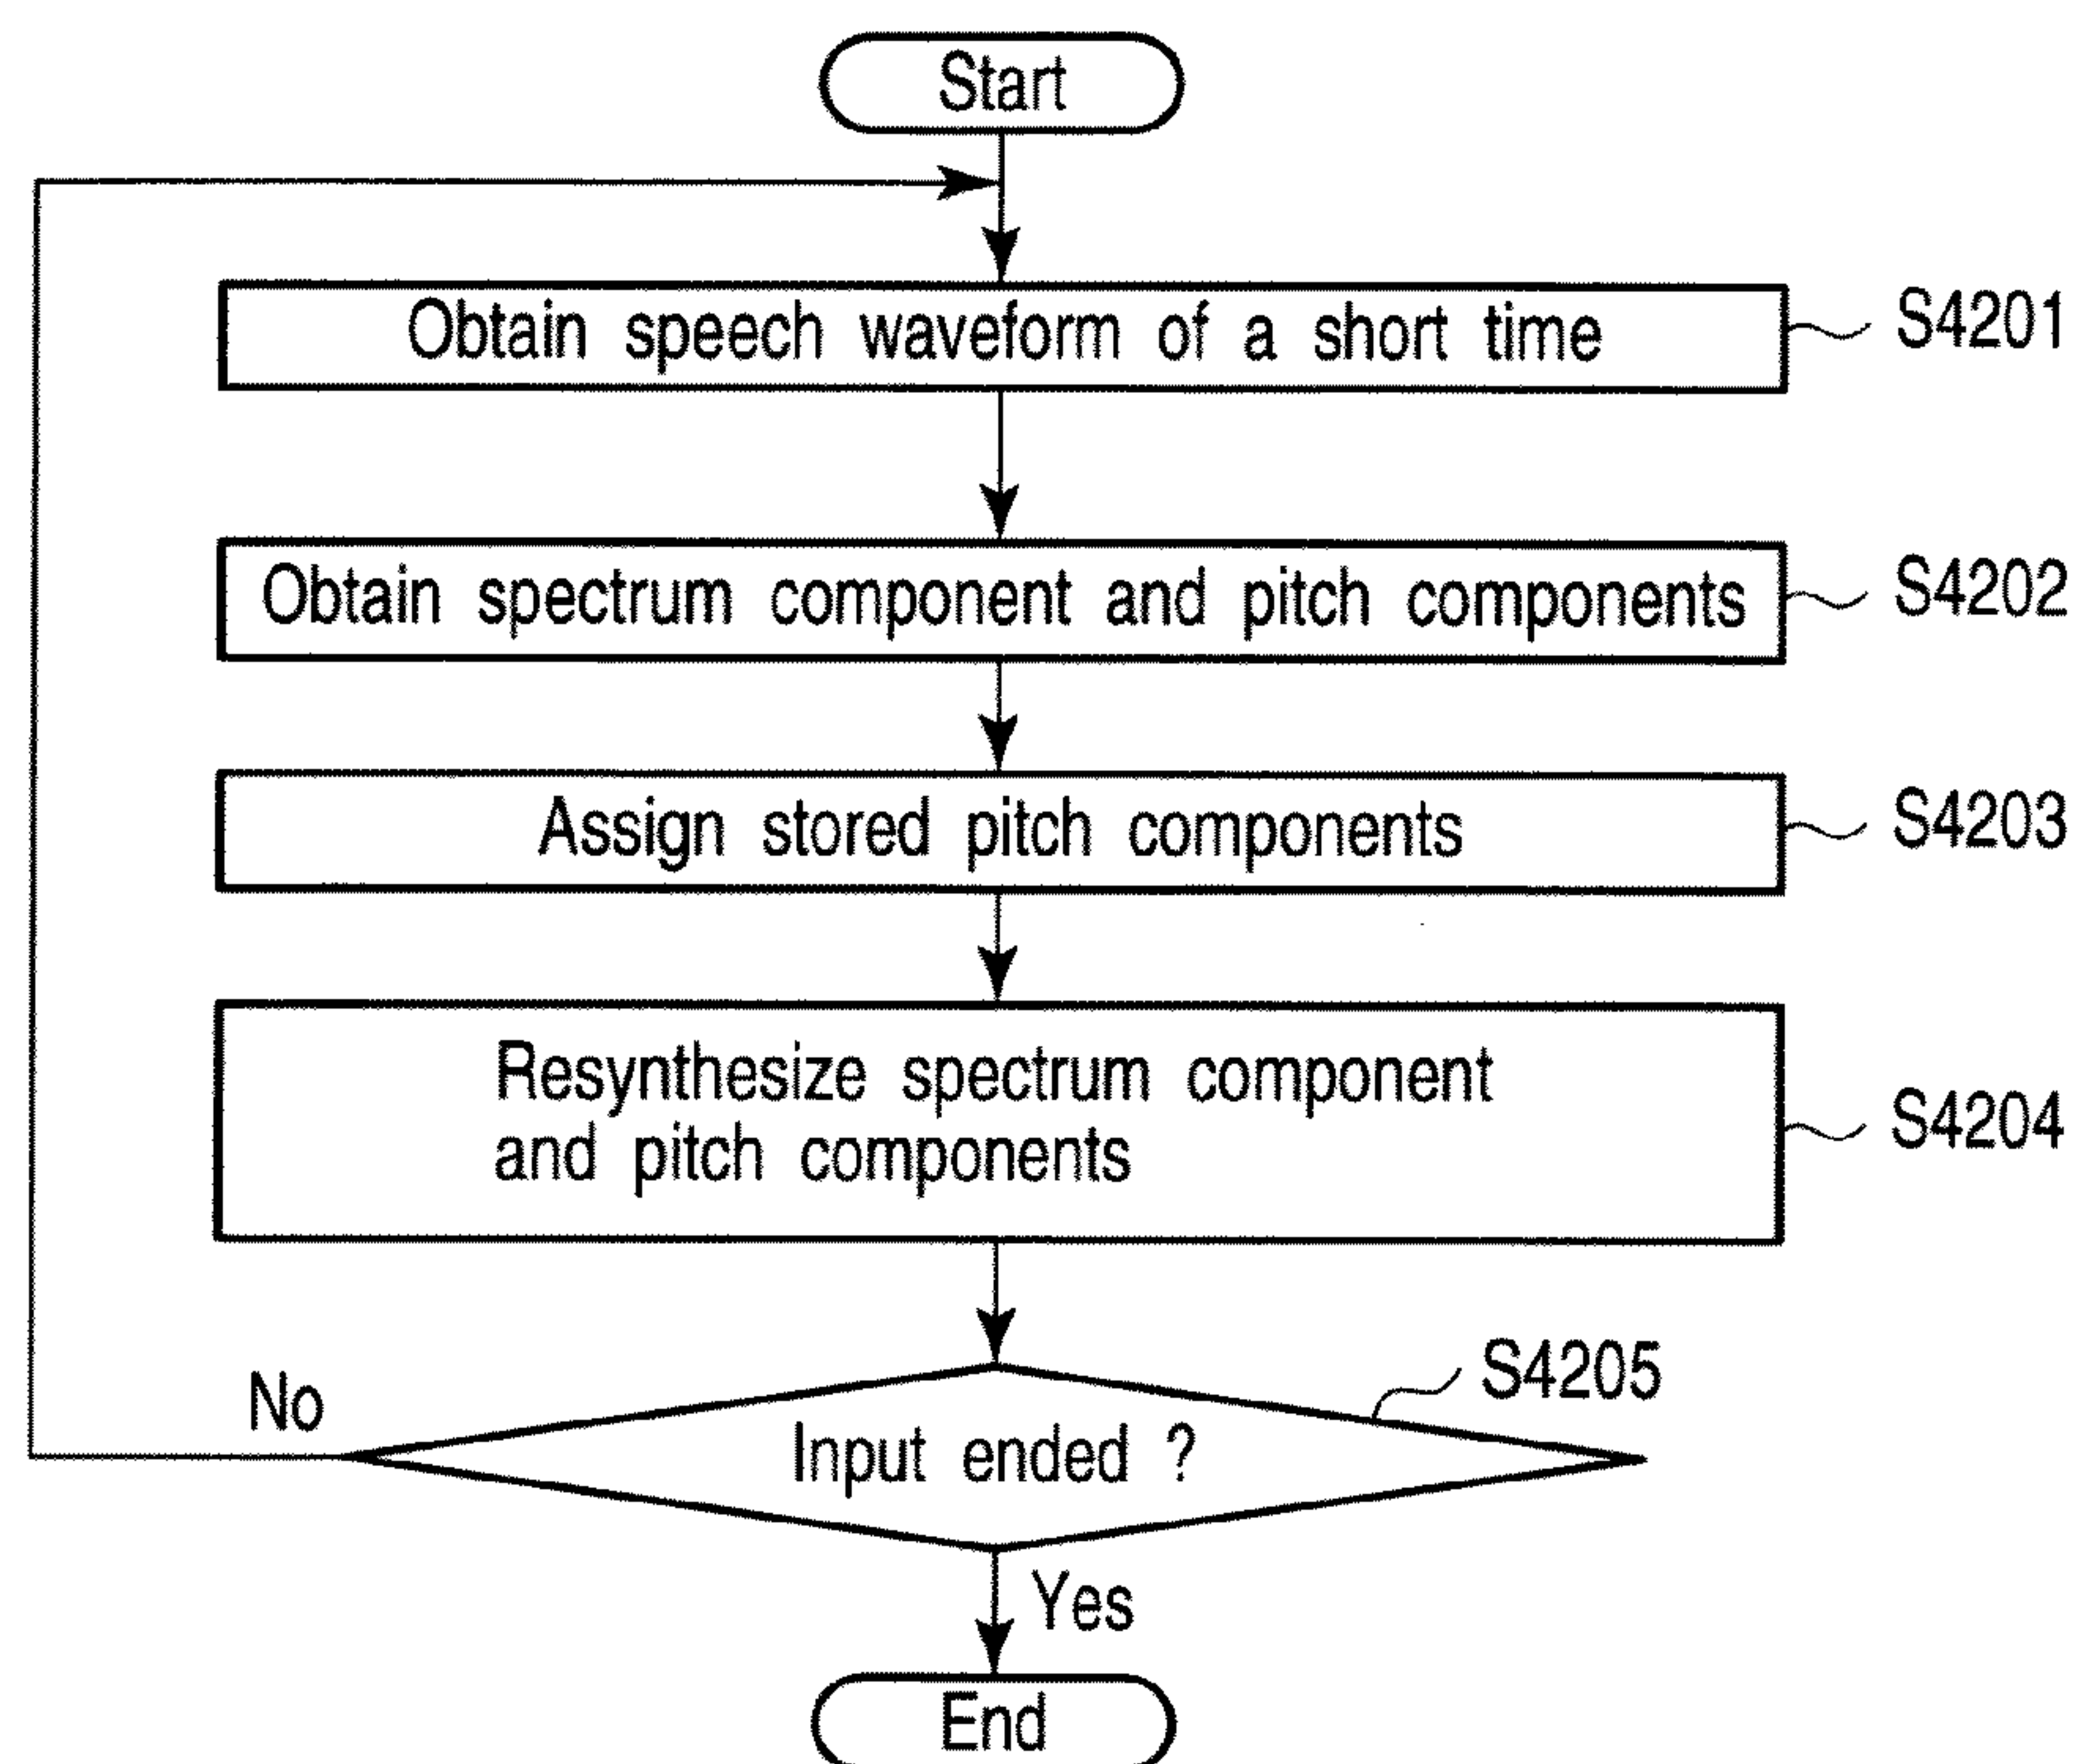 Start
Obtain speech waveform of a short time
S4201
Obtain spectrum component and pitch components
S4202
Assign stored pitch components
S4203
Resynthesize spectrum component
and pitch components
S4204
S4205
No
Input ended ?
Yes
End